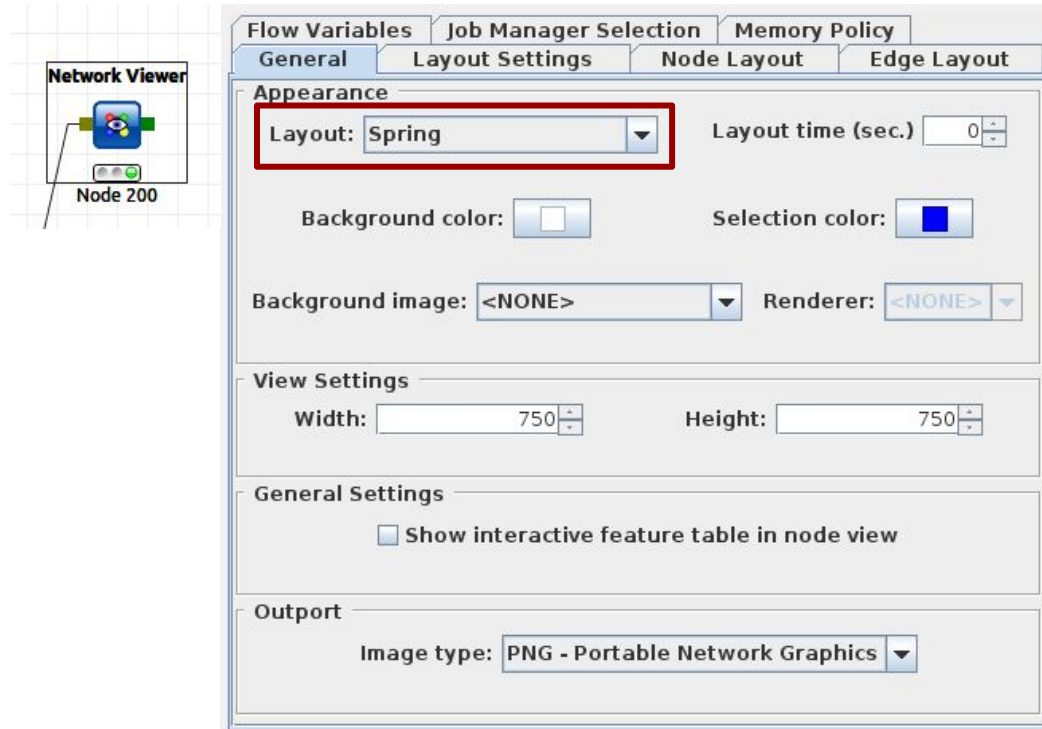 Network Viewer
Node 200
Flow Variables Job Manager Selection Memory Policy
General Layout Settings Node Layout Edge Layout
Appearance
Layout: Spring Layout time (sec.) 0
Background color: Selection color:
Background image: <NONE> Renderer: <NONE>
View Settings
Width: 750 Height: 750
General Settings
Show interactive feature table in node view
Outport
Image type: PNG - Portable Network Graphics